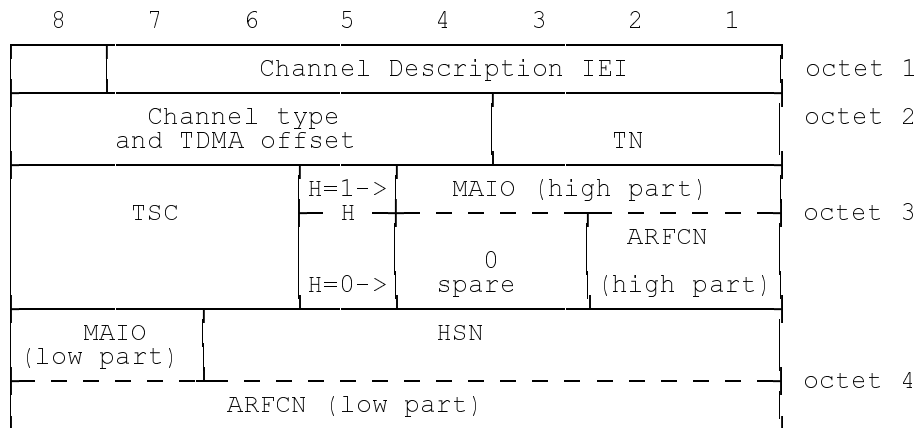 8 7 6 5 4 3 2 1
Channel Description IEI octet 1
Channel type octet 2
and TDMA offset TN
H=1-> MAIO (high part)
TSC H octet 3
ARFCN
0
H=0-> spare (high part)
MAIO HSN
(low part)
octet 4
ARFCN (low part)